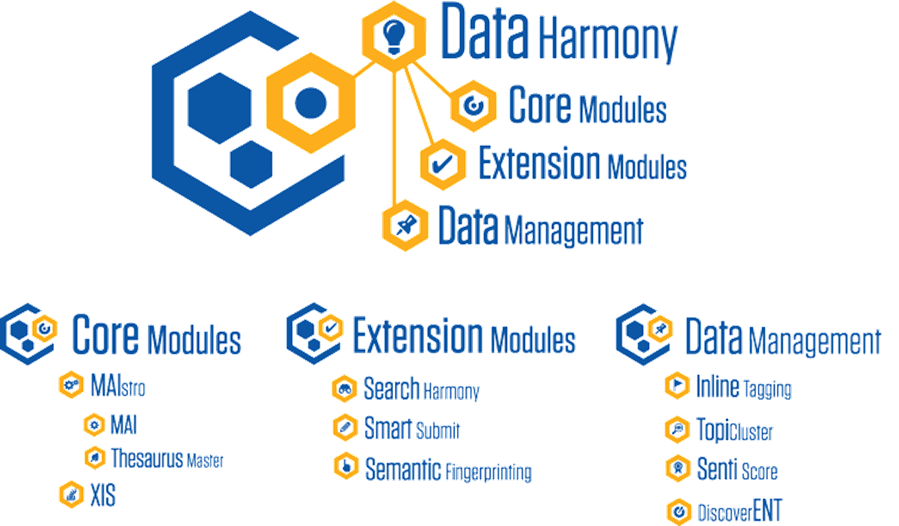 Data Harmony
Core Modules
Extension Modules
Data Management
Core Modules
MAIstro
MAI
Thesaurus Master
XIS
Extension Modules
Search Harmony
Smart Submit
Semantic Fingerprinting
Data Management
Inline Tagging
TopiCluster
Senti Score
DiscoverENT